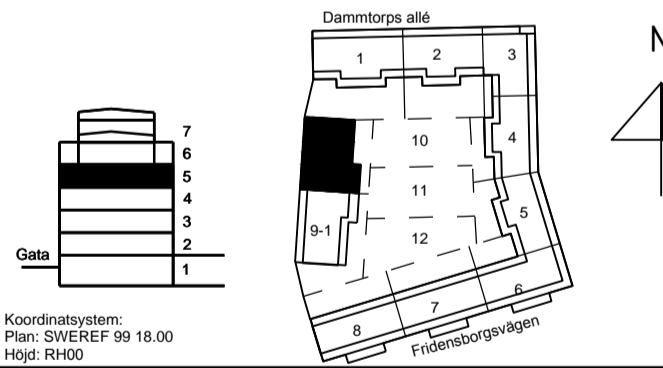 Dammtorps allé
N
1
2
3
7
6
5
4
3
2
1
Gata
10
4
11
9-1
12
5
6
7
8
Fridensborgsvägen
Koordinatsystem:
Plan: SWEREF 99 18.00
Höjd: RH00